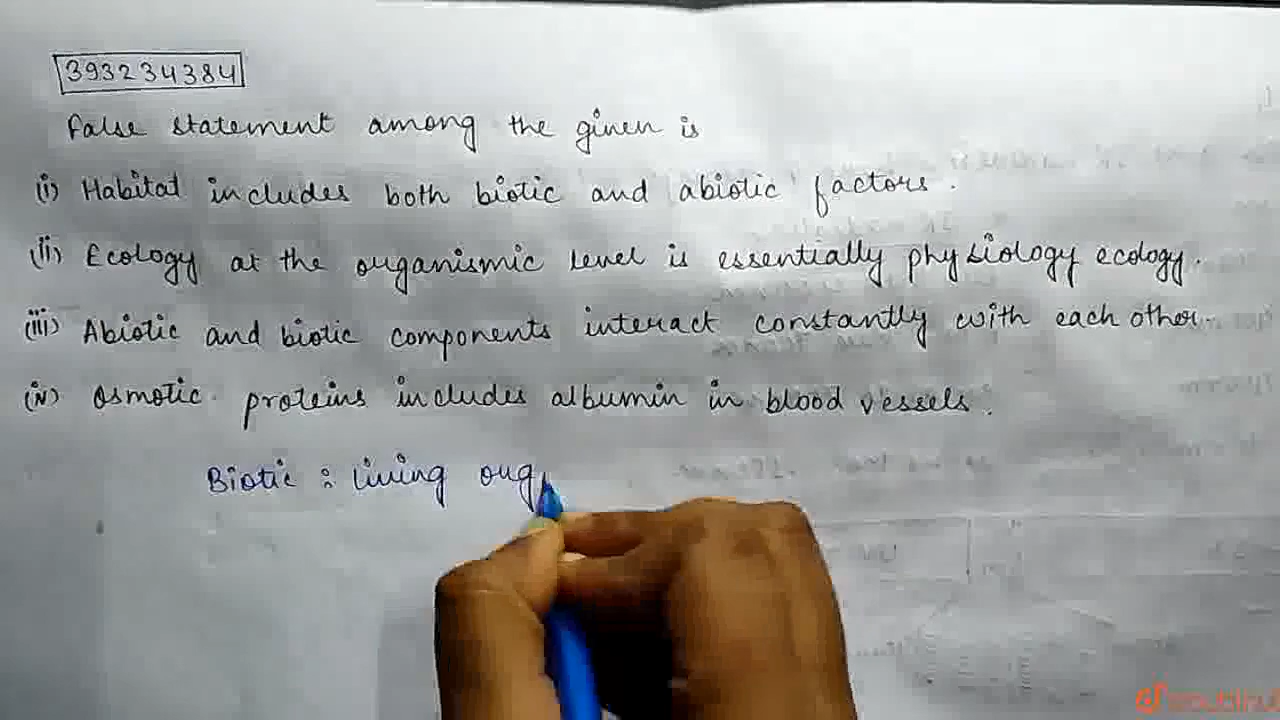 393234384
False statement among the given is
(i) Habitat includes both biotic and abiotic factors.
(ii) Ecology at the organismic level is essentially physiology ecology.
(iii) Abiotic and biotic components interact constantly with each other.
(iv) Osmotic proteins includes albumin in blood vessels.
Biotic : Living org
doubtnut